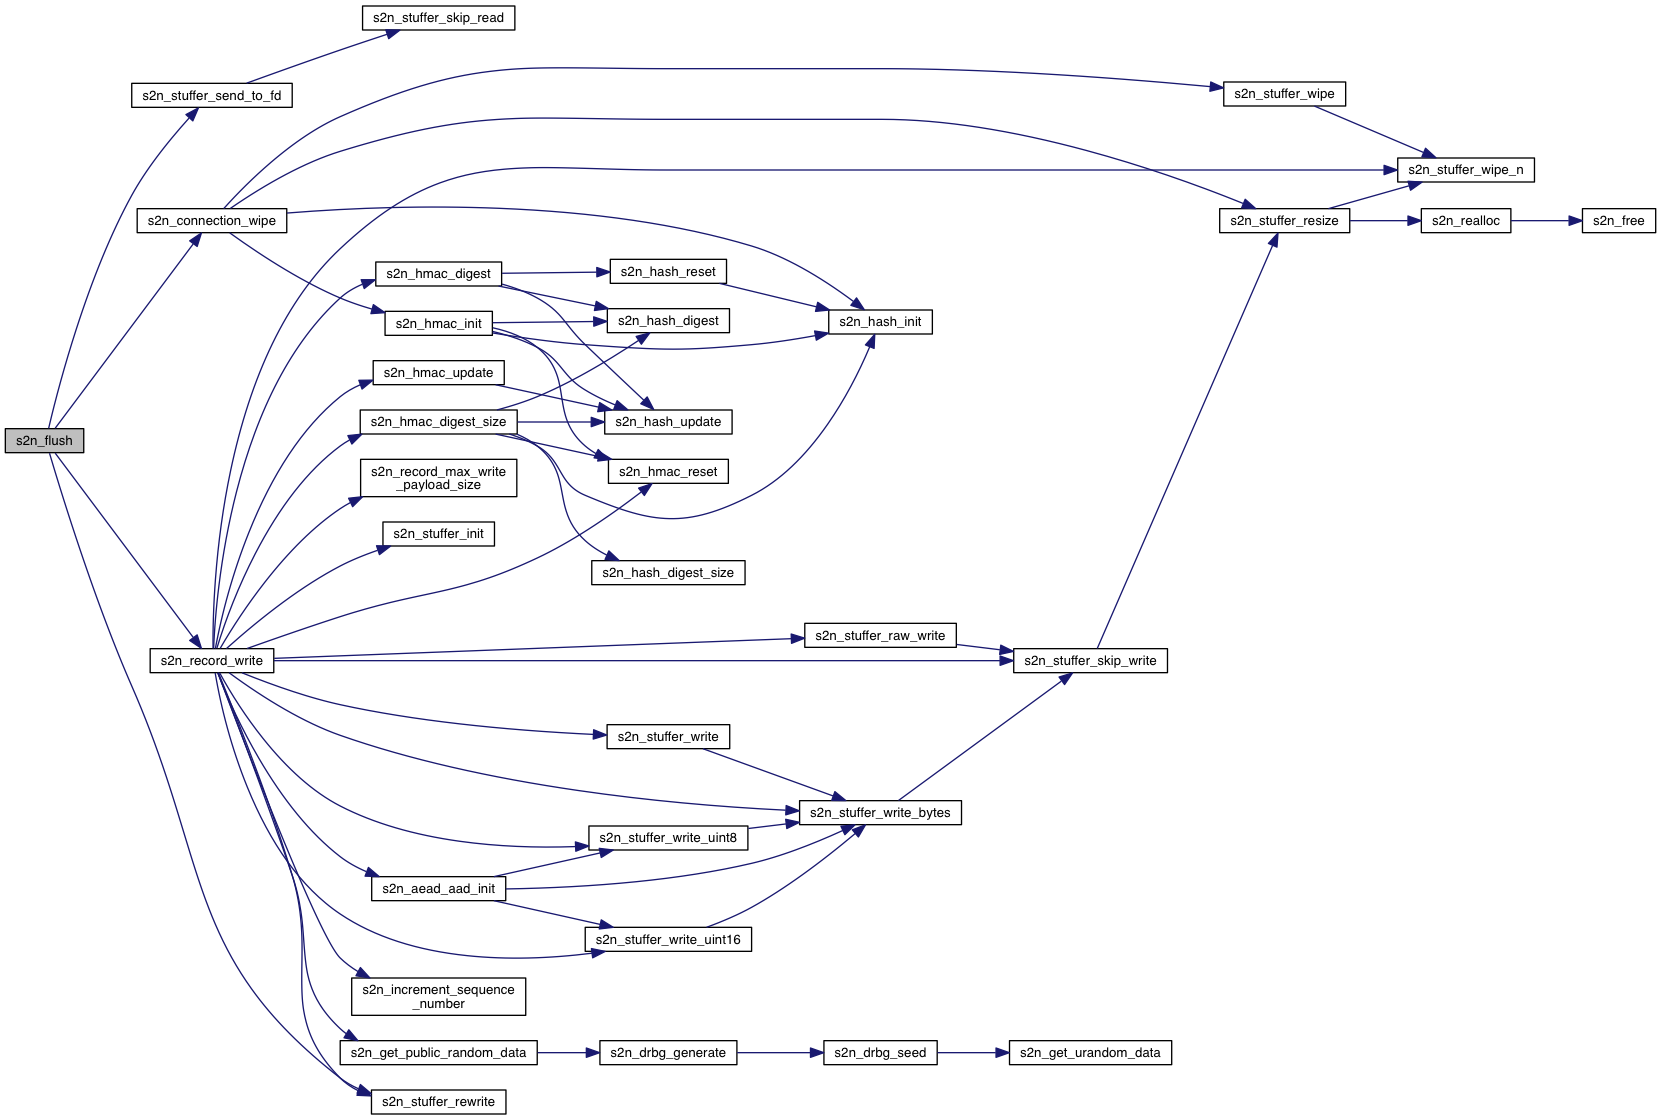 s2n_stuffer_skip_read
s2n_stuffer_send_to_fd
s2n_stuffer_wipe
s2n_stuffer_wipe_n
s2n_connection_wipe
s2n_stuffer_resize
s2n_realloc
s2n_free
s2n_hmac_digest
s2n_hash_reset
s2n_hmac_init
s2n_hash_digest
s2n_hash_init
s2n_hmac_update
s2n_hmac_digest_size
s2n_hash_update
s2n_flush
s2n_record_max_write
_payload_size
s2n_hmac_reset
s2n_stuffer_init
s2n_hash_digest_size
s2n_stuffer_raw_write
s2n_record_write
s2n_stuffer_skip_write
s2n_stuffer_write
s2n_stuffer_write_bytes
s2n_stuffer_write_uint8
s2n_aead_aad_init
s2n_stuffer_write_uint16
s2n_increment_sequence
_number
s2n_get_public_random_data
s2n_drbg_generate
s2n_drbg_seed
s2n_get_urandom_data
s2n_stuffer_rewrite